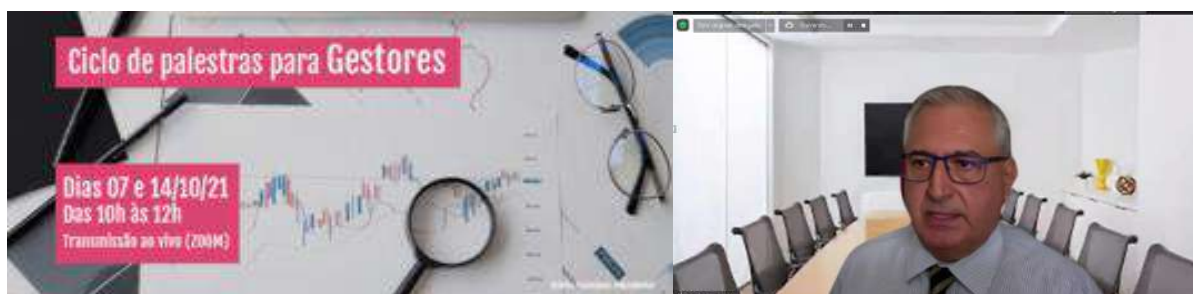 Ciclo de palestras para Gestores
Dias 07 e 14/10/21
Das 10h às 12h
Transmissão ao vivo (ZOOM)